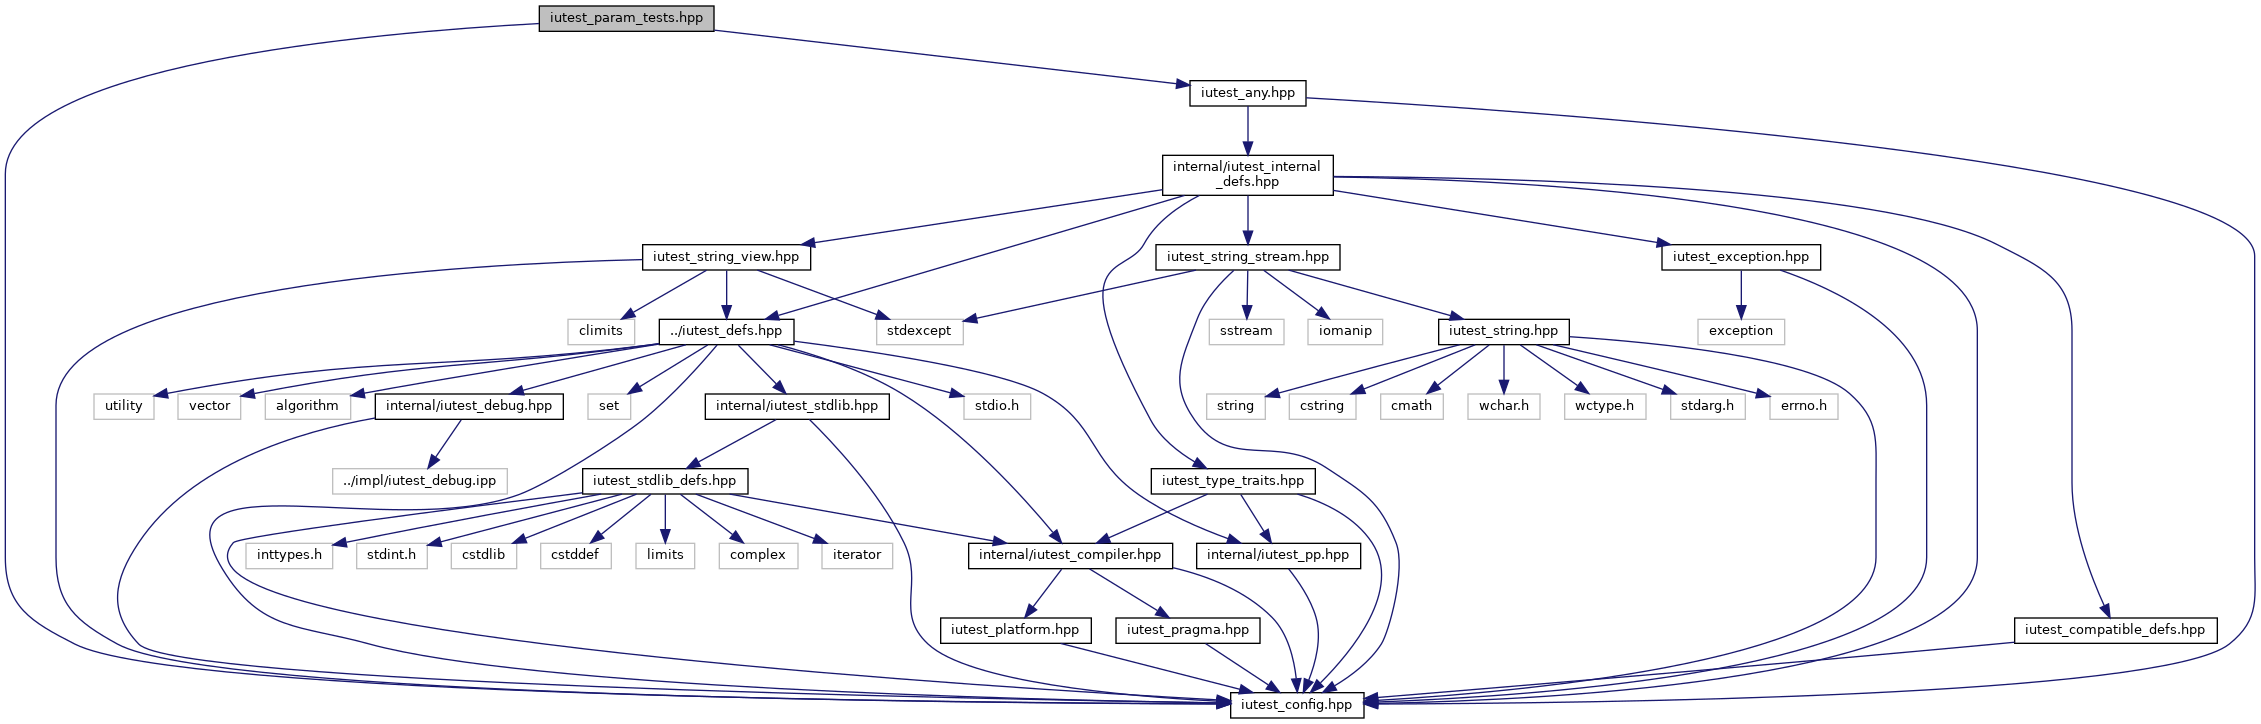 iutest_param_tests.hpp
iutest_any.hpp
internal/iutest_internal
_defs.hpp
iutest_string_view.hpp
iutest_string_stream.hpp
iutest_exception.hpp
climits
../iutest_defs.hpp
stdexcept
sstream
iomanip
iutest_string.hpp
exception
utility
vector
algorithm
internal/iutest_debug.hpp
set
internal/iutest_stdlib.hpp
stdio.h
string
cstring
cmath
wchar.h
wctype.h
stdarg.h
errno.h
../impl/iutest_debug.ipp
iutest_stdlib_defs.hpp
iutest_type_traits.hpp
inttypes.h
stdint.h
cstdlib
cstddef
limits
complex
iterator
internal/iutest_compiler.hpp
internal/iutest_pp.hpp
iutest_platform.hpp
iutest_pragma.hpp
iutest_compatible_defs.hpp
iutest_config.hpp